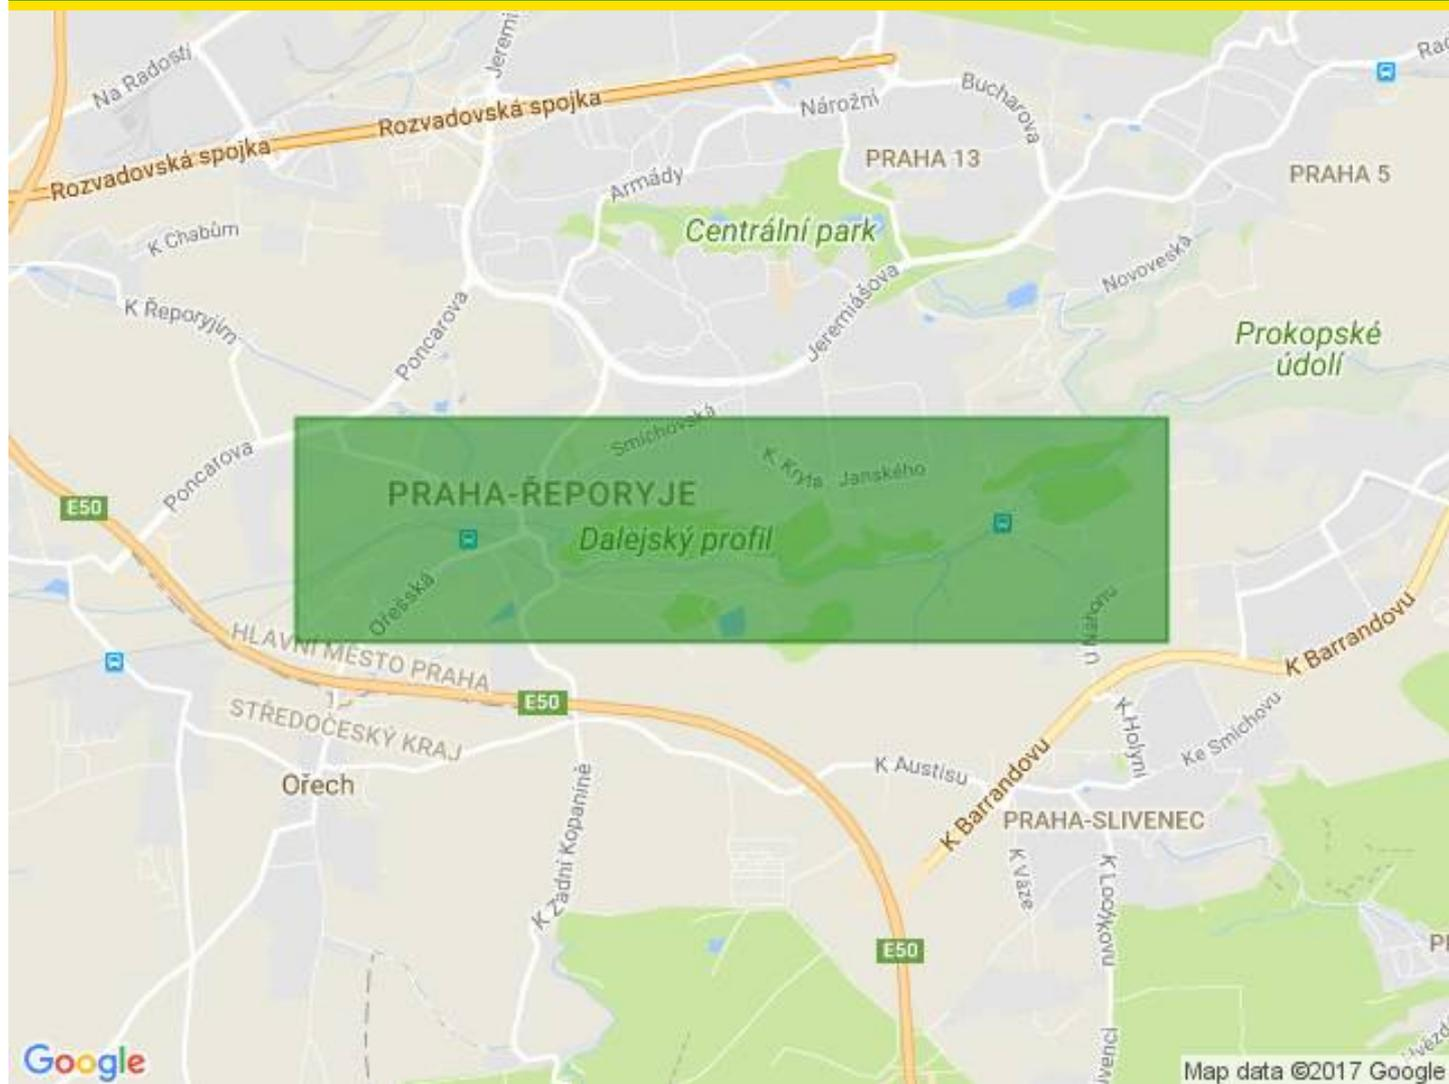 Jeremi
Na Radosti
Rozvadovská spojka
Rozvadovská spojka
Nárožní
Bucharova
Rad
PRAHA 13
PRAHA 5
Armády
K Chabům
Centrální park
Novoveská
K Řeporyjím
Poncarova
Jeremiášova
Prokopské
údolí
Smíchovská
Poncarova
K Krytu
Janského
PRAHA-ŘEPORYJE
E50
Dalejský profil
Ořešská
U Náhonu
HLAVNÍ MĚSTO PRAHA
K Barrandovu
E50
STŘEDOČESKÝ KRAJ
K Holyni
Ke Smíchovu
K Austisu
Ořech
K Barrandovu
PRAHA-SLIVENEC
K Zadní Kopanině
K Váze
K Lochkovu
E50
Google
Map data ©2017 Google